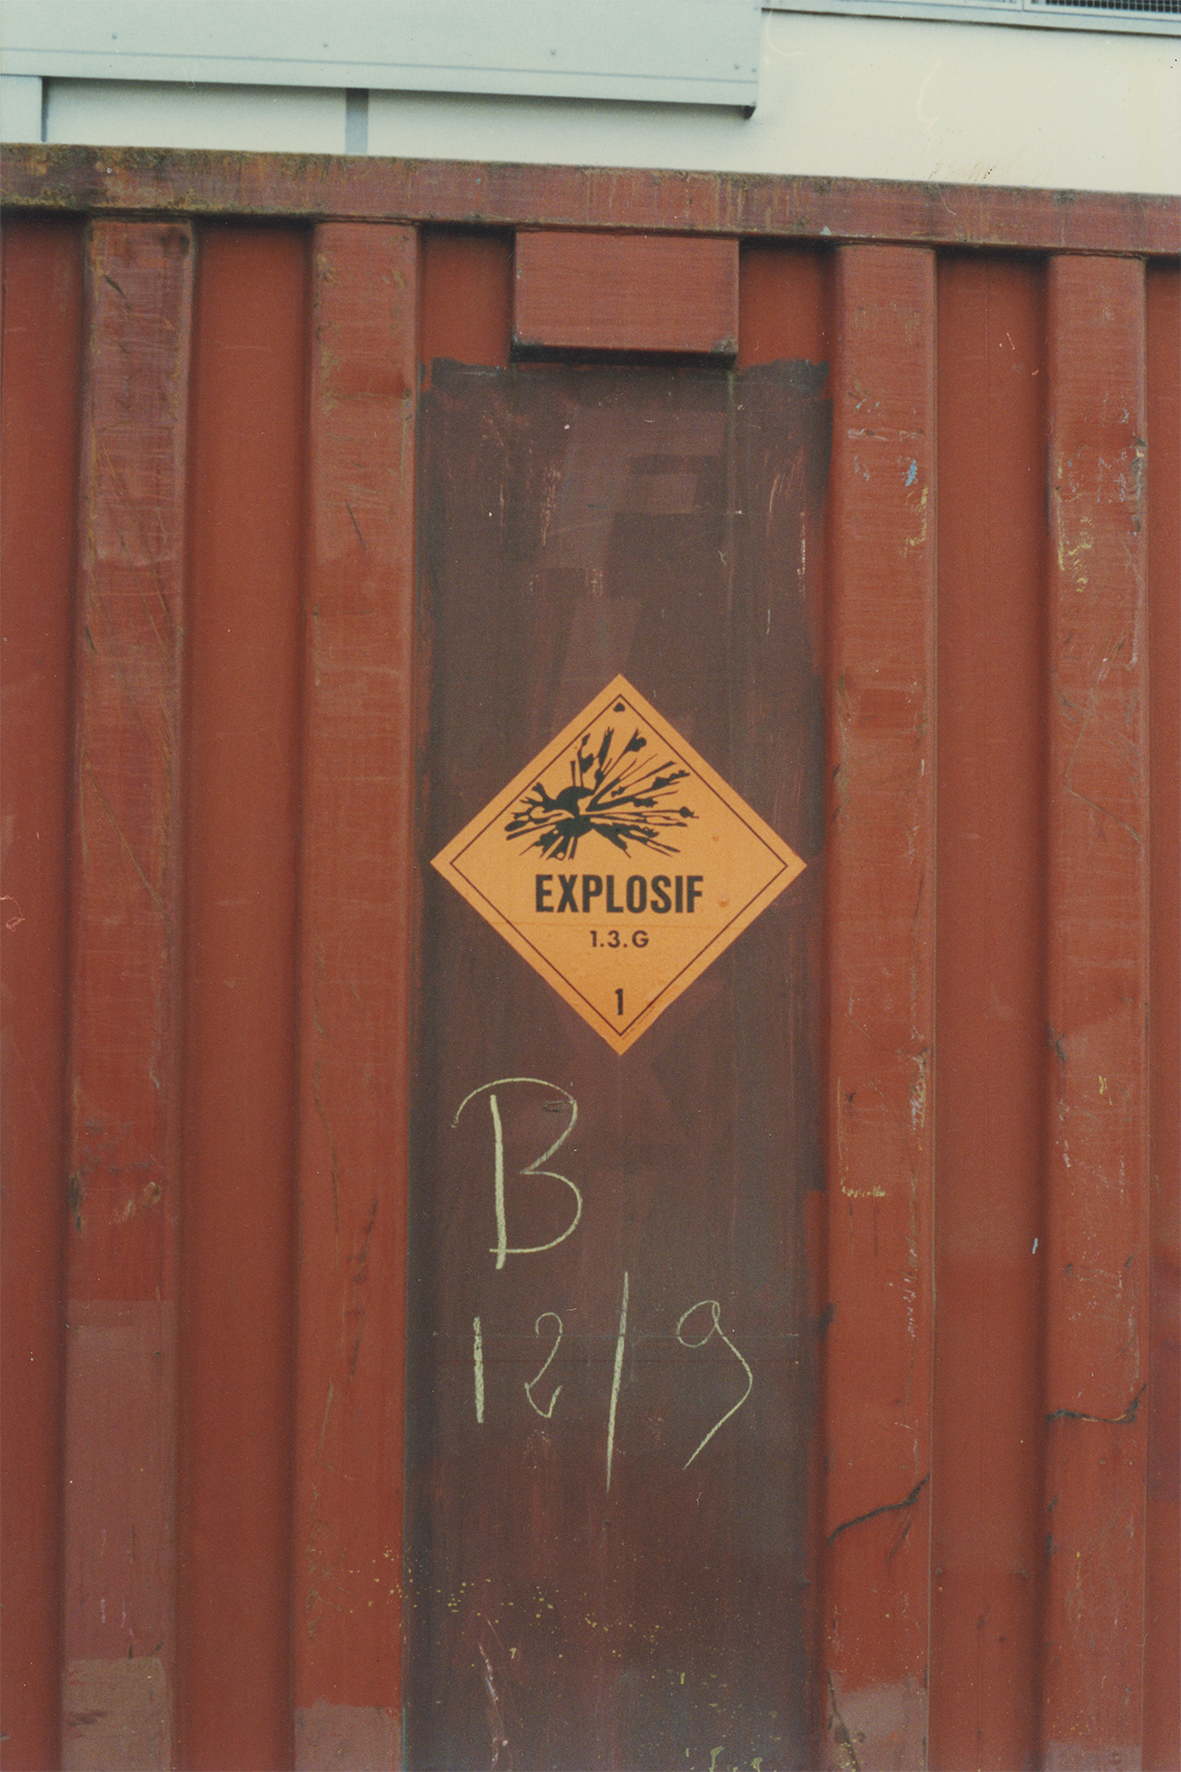 EXPLOSIF
1.3.G
1
B
12/9